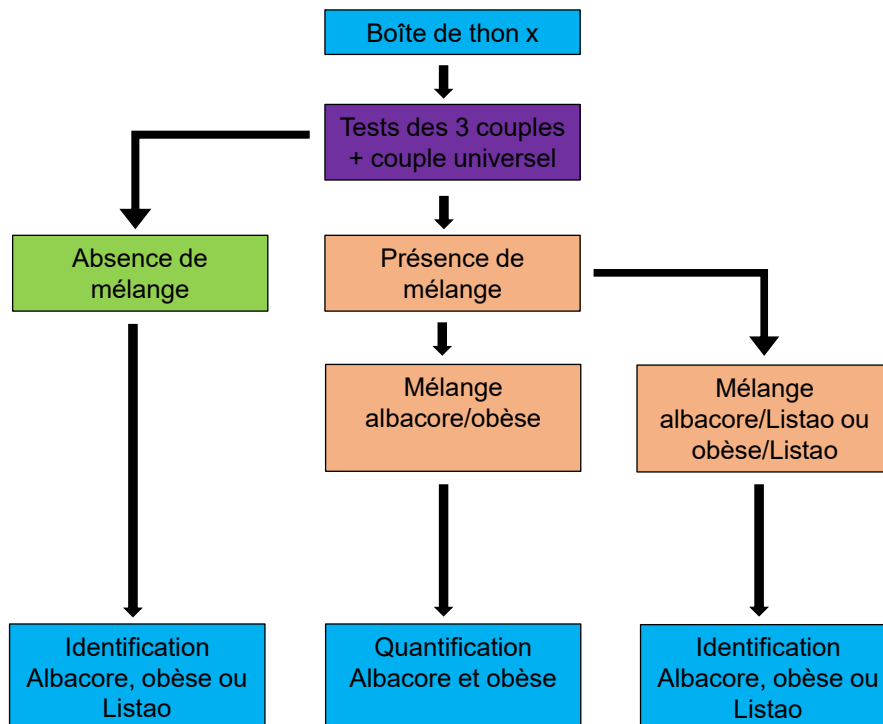 Boîte de thon x
Tests des 3 couples
+ couple universel
Absence de
mélange
Présence de
mélange
Mélange
albacore/obèse
Mélange
albacore/Listao ou
obèse/Listao
Identification
Albacore, obèse ou
Listao
Quantification
Albacore et obèse
Identification
Albacore, obèse ou
Listao